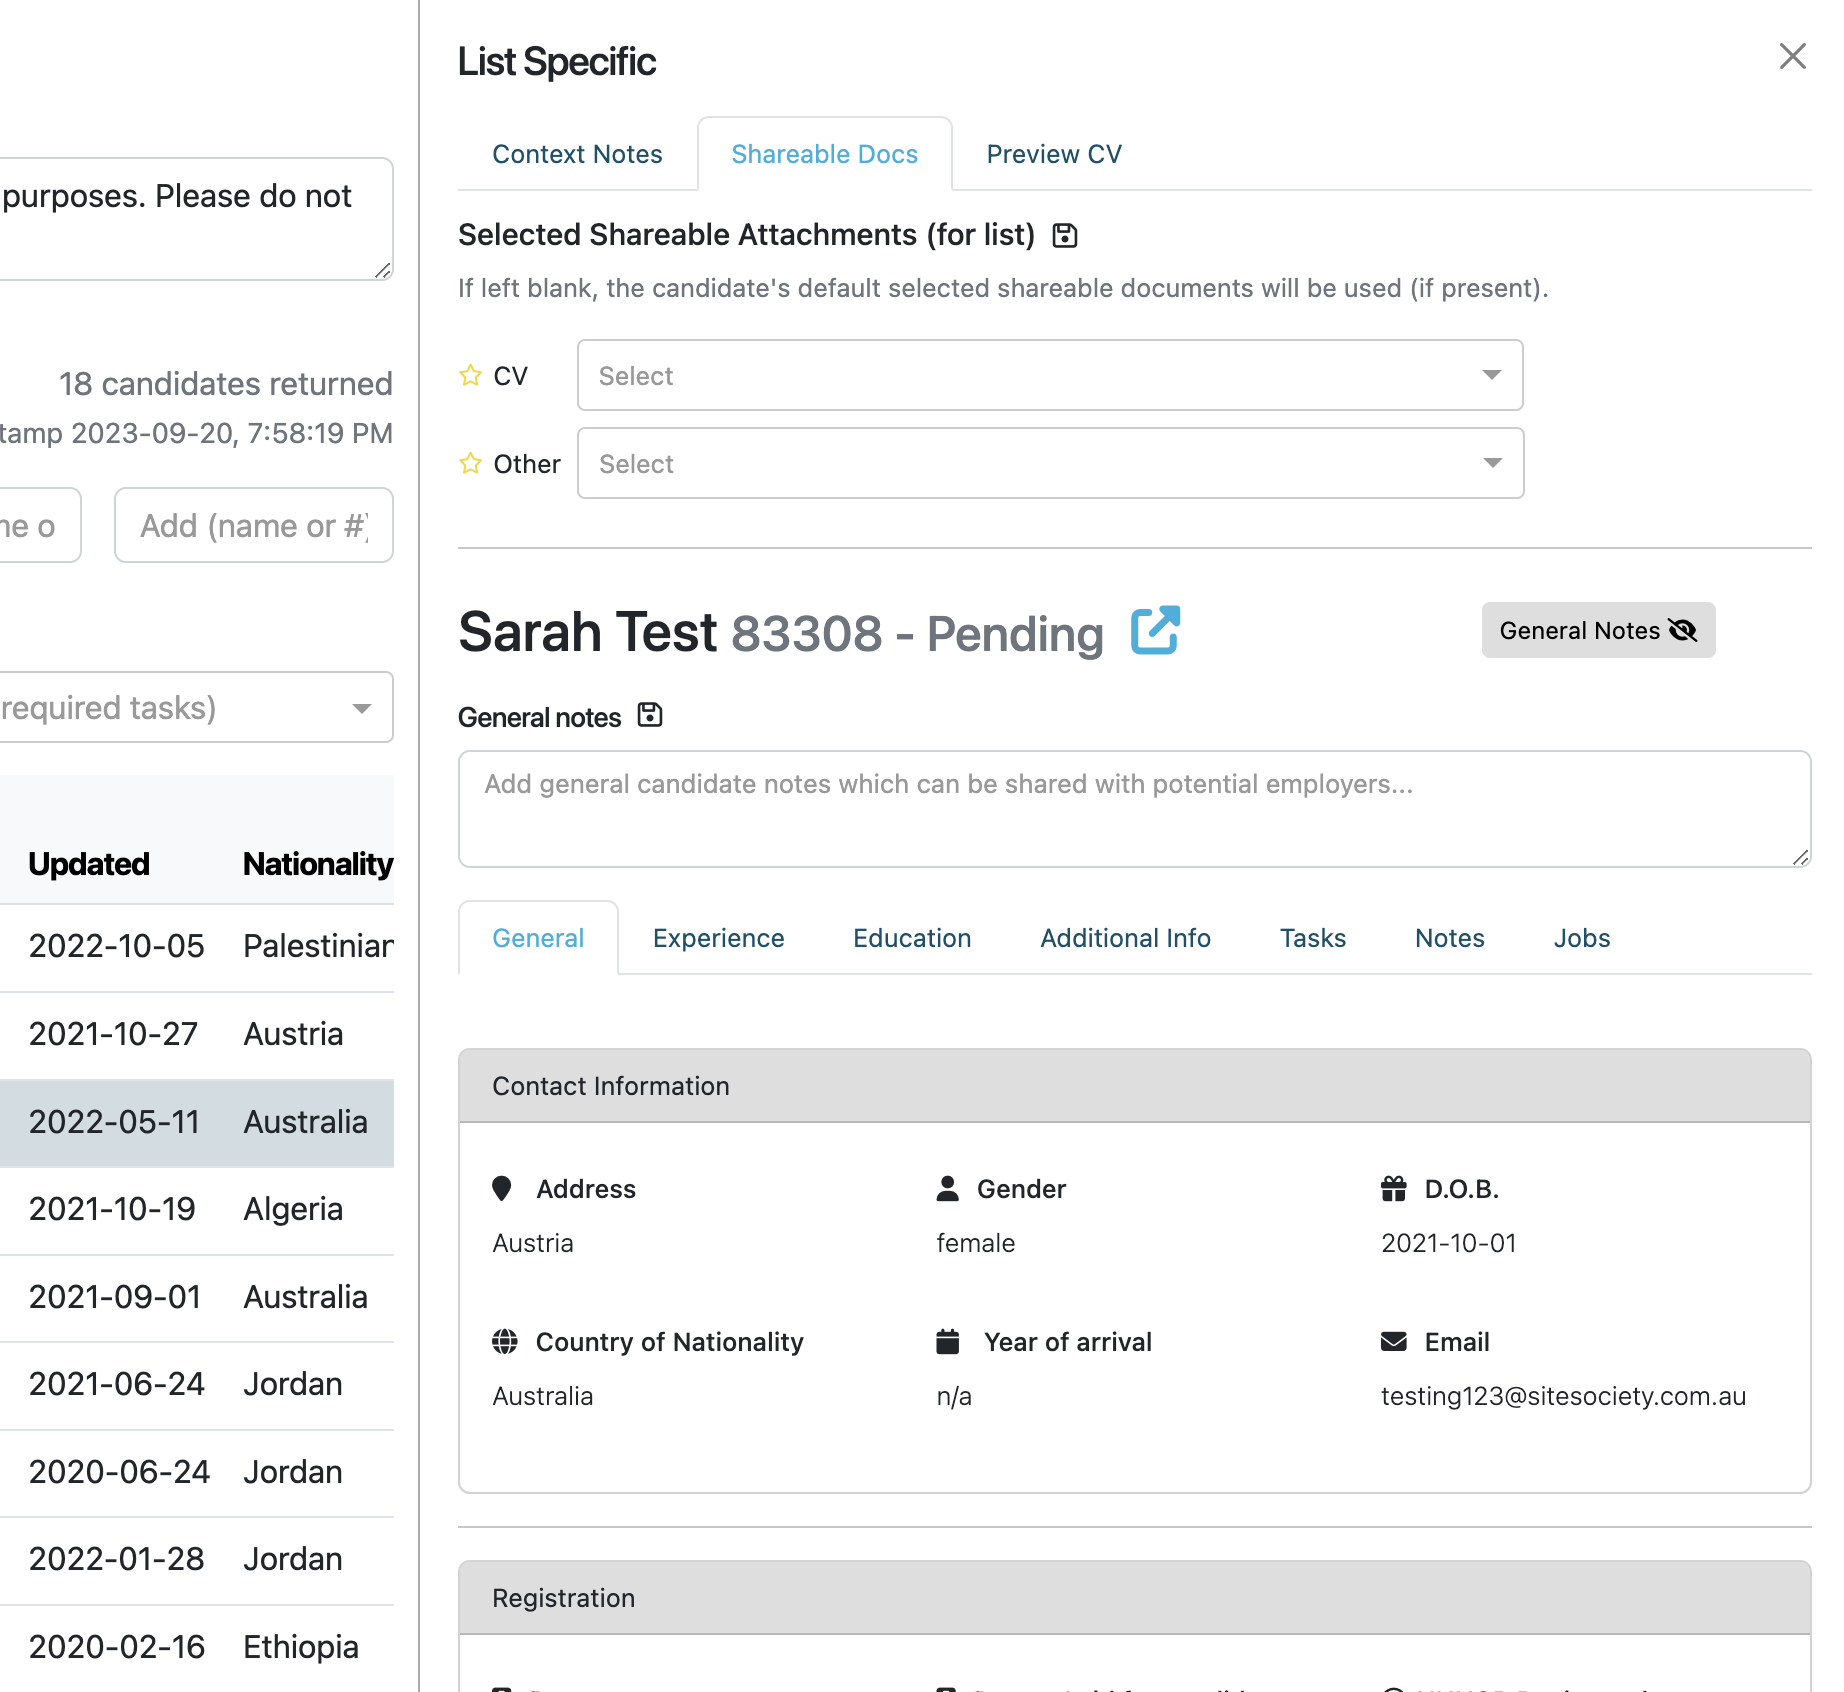 purposes. Please do not
18 candidates returned
tamp 2023-09-20, 7:58:19 PM
Add (name or #)
required tasks)
Updated Nationality
2022-10-05 Palestinian
2021-10-27 Austria
2022-05-11 Australia
2021-10-19 Algeria
2021-09-01 Australia
2021-06-24 Jordan
2020-06-24 Jordan
2022-01-28 Jordan
2020-02-16 Ethiopia
List Specific
Context Notes Shareable Docs Preview CV
Selected Shareable Attachments (for list)
If left blank, the candidate's default selected shareable documents will be used (if present).
CV Select
Other Select
Sarah Test 83308 - Pending General Notes
General notes
Add general candidate notes which can be shared with potential employers...
General Experience Education Additional Info Tasks Notes Jobs
Contact Information
Address Gender D.O.B.
Austria female 2021-10-01
Country of Nationality Year of arrival Email
Australia n/a testing123@sitesociety.com.au
Registration